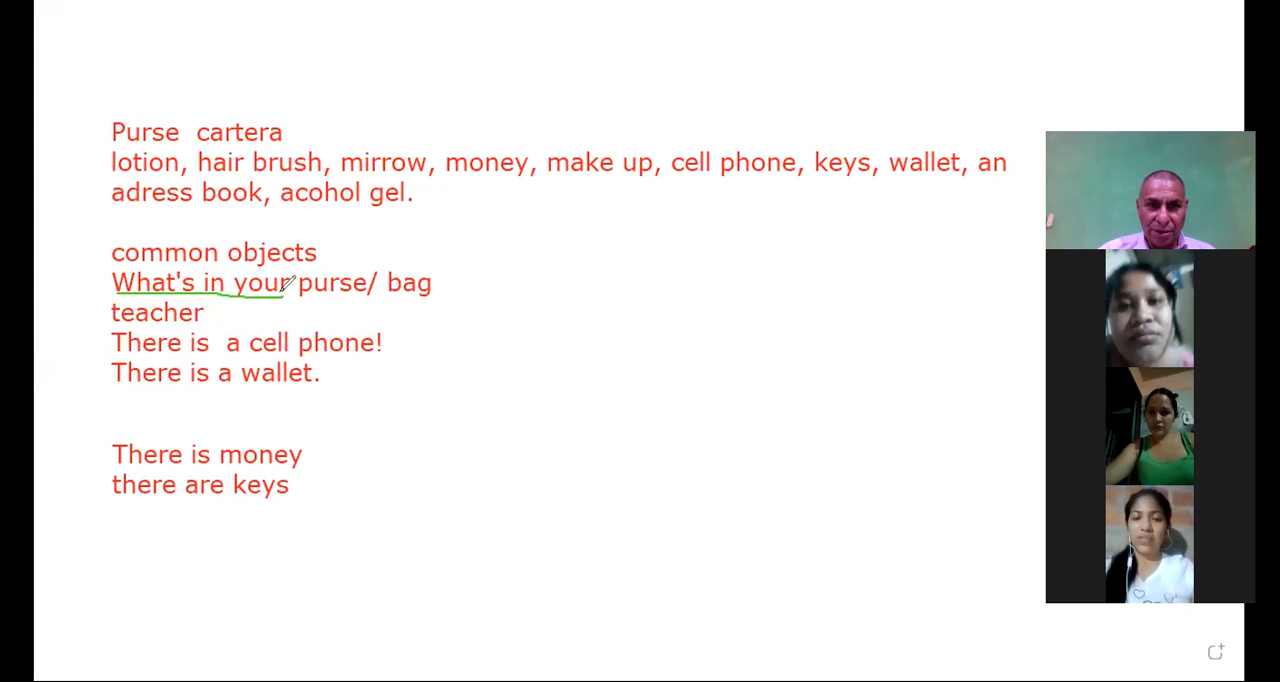 Purse  cartera
lotion, hair brush, mirrow, money, make up, cell phone, keys, wallet, an
adress book, acohol gel.
common objects
What's in your purse/ bag
teacher
There is  a cell phone!
There is a wallet.
There is money
there are keys